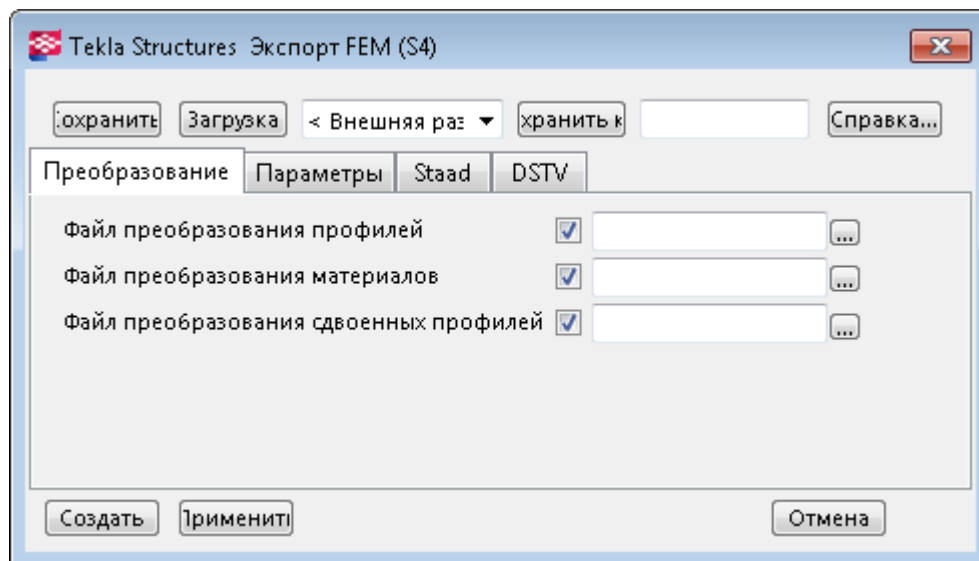 Tekla Structures Экспорт FEM (S4)
охранить Загрузка < Внешняя раз хранить к Справка...
Преобразование Параметры Staad DSTV
Файл преобразования профилей ...
Файл преобразования материалов ...
Файл преобразования сдвоенных профилей ...
Создать Применить Отмена